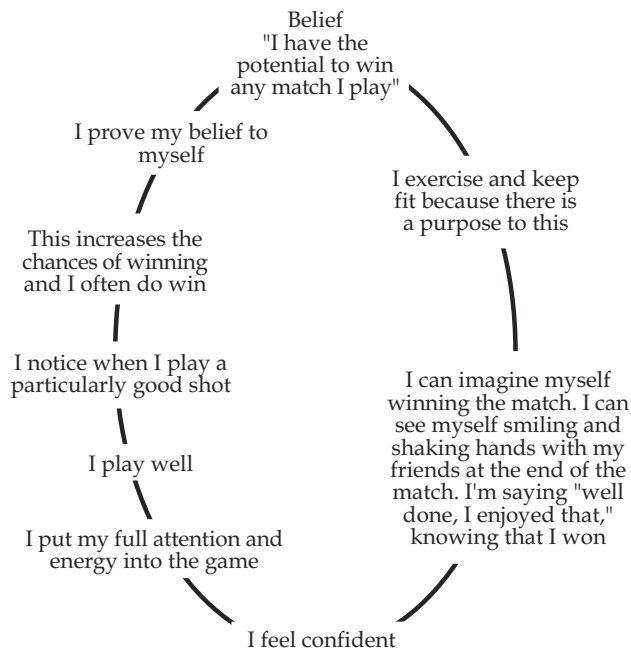 Belief
"I have the
potential to win
any match I play"
I exercise and keep
fit because there is
a purpose to this
I can imagine myself
winning the match. I can
see myself smiling and
shaking hands with my
friends at the end of the
match. I'm saying "well
done, I enjoyed that,"
knowing that I won
I feel confident
I put my full attention and
energy into the game
I play well
I notice when I play a
particularly good shot
This increases the
chances of winning
and I often do win
I prove my belief to
myself